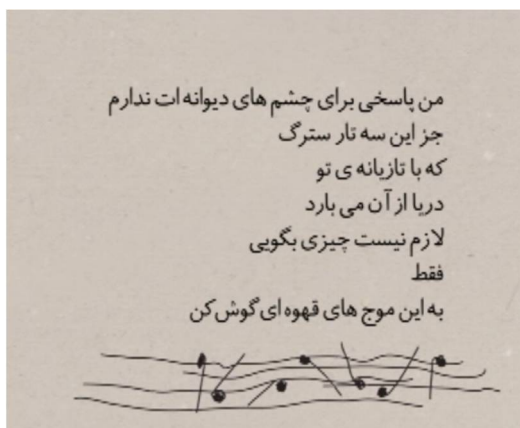 من پاسخی برای چشم های دیوانه ات ندارم
جز این سه تار سترگ
که با تازیانه ی تو
دریا از آن می بارد
لازم نیست چیزی بگویی
فقط
به این موج های قهوه ای گوش کن